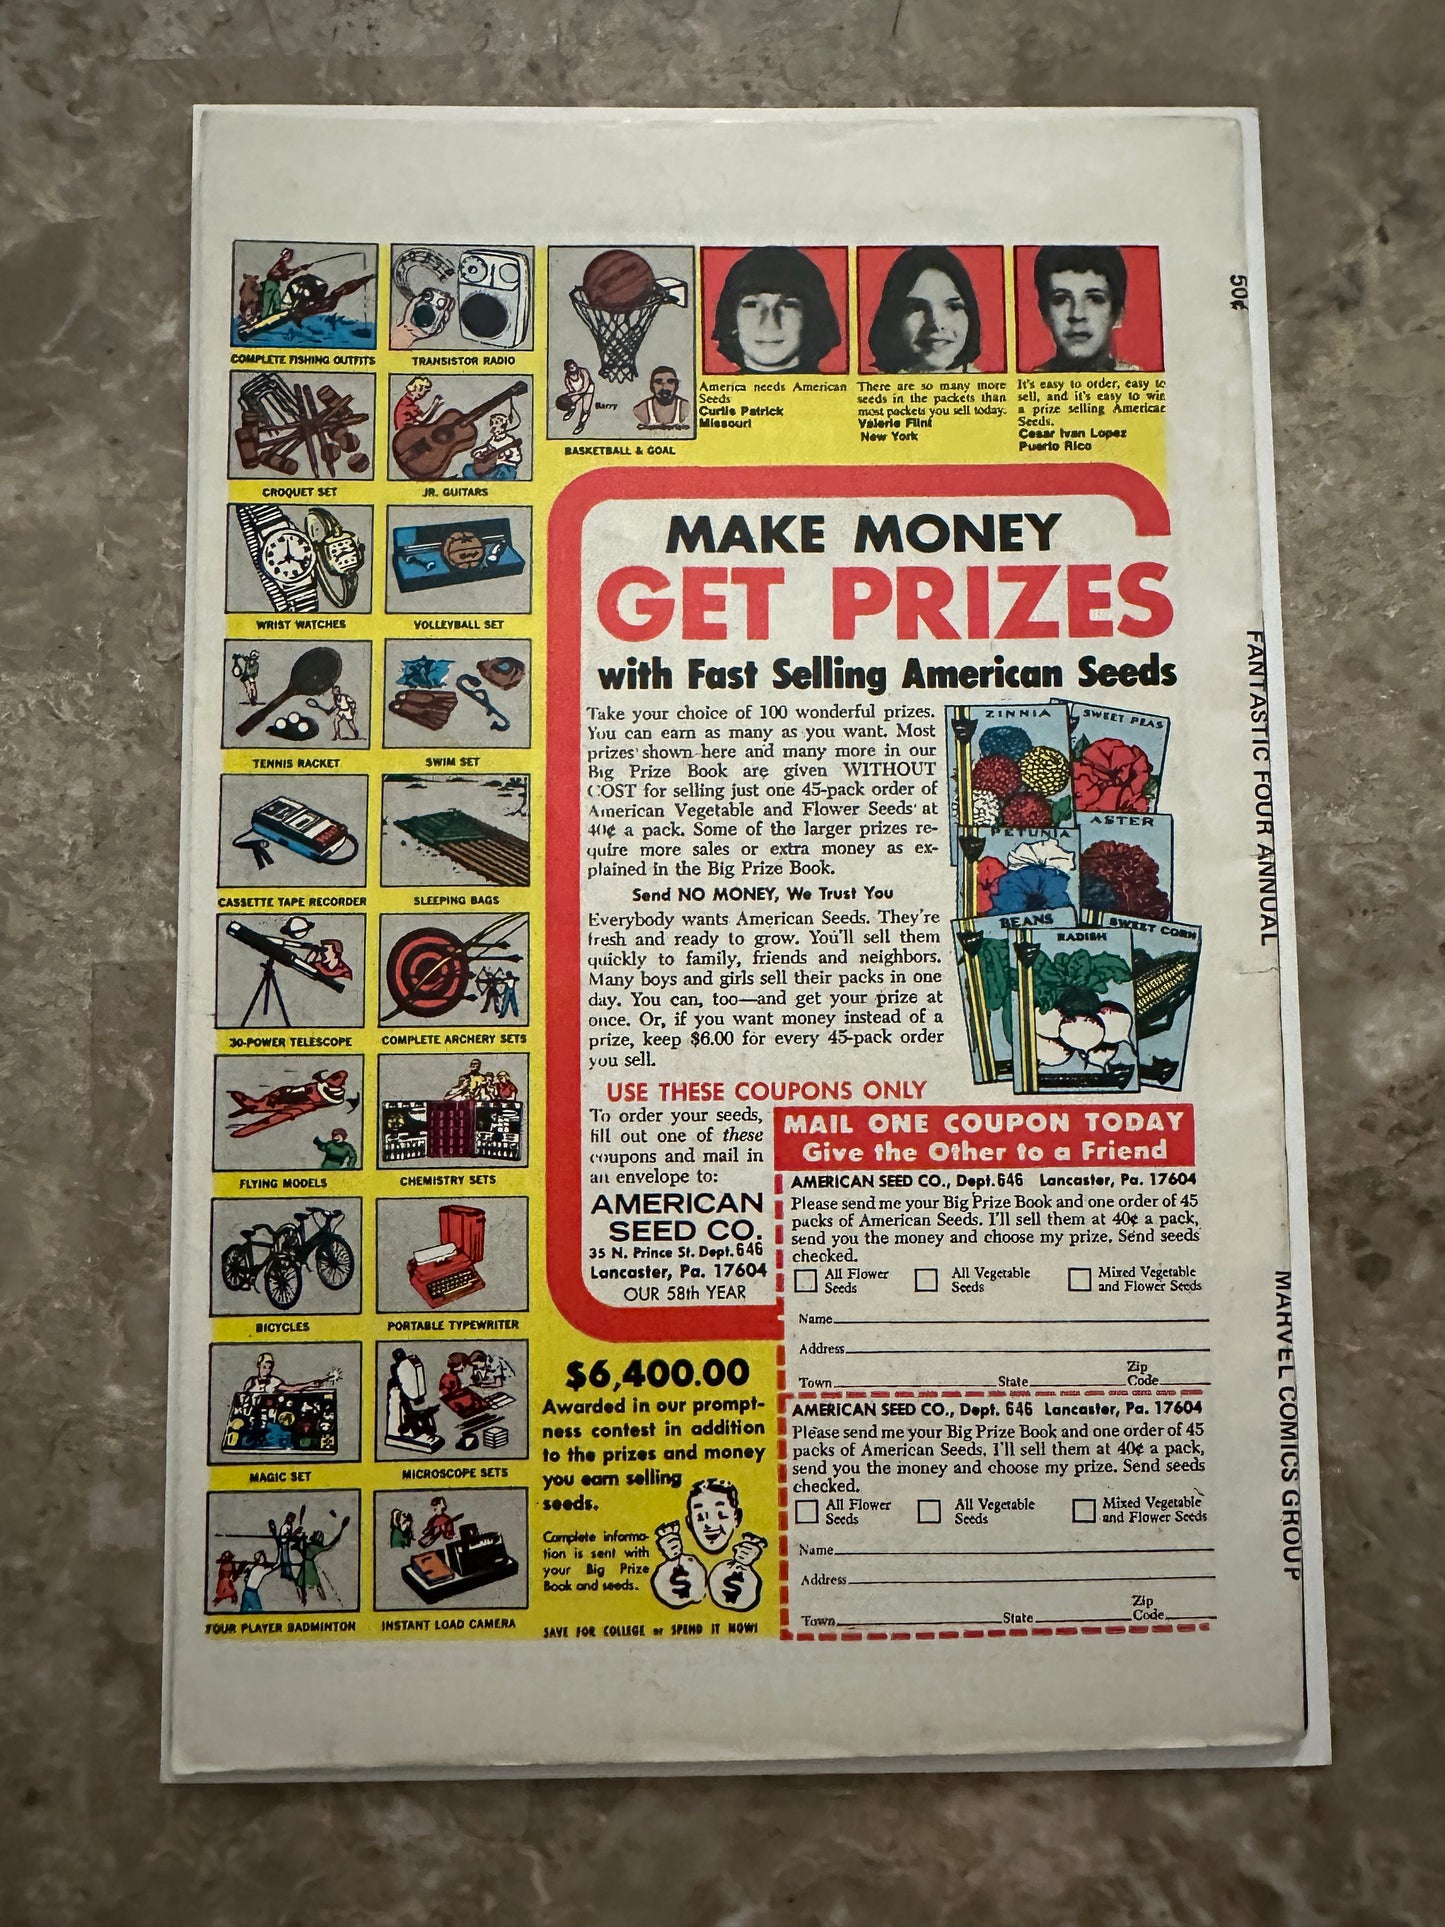 COMPLETE FISHING OUTFITS
TRANSISTOR RADIO
CROQUET SET
JR. GUITARS
WRIST WATCHES
VOLLEYBALL SET
TENNIS RACKET
SWIM SET
CASSETTE TAPE RECORDER
SLEEPING BAGS
30-POWER TELESCOPE
COMPLETE ARCHERY SETS
FLYING MODELS
CHEMISTRY SETS
BICYCLES
PORTABLE TYPEWRITER
MAGIC SET
MICROSCOPE SETS
FOUR PLAYER BADMINTON
INSTANT LOAD CAMERA
Barry
Chamberlain
BASKETBALL & GOAL
America needs American
Seeds
Curtis Patrick
Missouri
There are so many more
seeds in the packets than
most packets you sell today.
Valerie Flint
New York
It's easy to order, easy to
sell, and it's easy to win
a prize selling American
Seeds.
Cesar Ivan Lopez
Puerto Rico
MAKE MONEY
GET PRIZES
with Fast Selling American Seeds
Take your choice of 100 wonderful prizes.
You can earn as many as you want. Most
prizes shown here and many more in our
Big Prize Book are given WITHOUT
COST for selling just one 45-pack order of
American Vegetable and Flower Seeds at
40¢ a pack. Some of the larger prizes re-
quire more sales or extra money as ex-
plained in the Big Prize Book.
Send NO MONEY, We Trust You
Everybody wants American Seeds. They're
fresh and ready to grow. You'll sell them
quickly to family, friends and neighbors.
Many boys and girls sell their packs in one
day. You can, too—and get your prize at
once. Or, if you want money instead of a
prize, keep $6.00 for every 45-pack order
you sell.
ZINNIA
SWEET PEAS
PETUNIA
ASTER
BEANS
RADISH
SWEET CORN
USE THESE COUPONS ONLY
To order your seeds,
fill out one of these
coupons and mail in
an envelope to:
AMERICAN
SEED CO.
35 N. Prince St. Dept. 646
Lancaster, Pa. 17604
OUR 58th YEAR
MAIL ONE COUPON TODAY
Give the Other to a Friend
AMERICAN SEED CO., Dept. 646 Lancaster, Pa. 17604
Please send me your Big Prize Book and one order of 45
packs of American Seeds. I'll sell them at 40¢ a pack,
send you the money and choose my prize. Send seeds
checked.
All Flower
Seeds
All Vegetable
Seeds
Mixed Vegetable
and Flower Seeds
Name
Address
Town State Zip Code
AMERICAN SEED CO., Dept. 646 Lancaster, Pa. 17604
Please send me your Big Prize Book and one order of 45
packs of American Seeds. I'll sell them at 40¢ a pack,
send you the money and choose my prize. Send seeds
checked.
All Flower
Seeds
All Vegetable
Seeds
Mixed Vegetable
and Flower Seeds
Name
Address
Town State Zip Code
$6,400.00
Awarded in our prompt-
ness contest in addition
to the prizes and money
you earn selling
seeds.
Complete informa-
tion is sent with
your Big Prize
Book and seeds.
$ $
SAVE FOR COLLEGE or SPEND IT NOW!
50¢
FANTASTIC FOUR ANNUAL
MARVEL COMICS GROUP